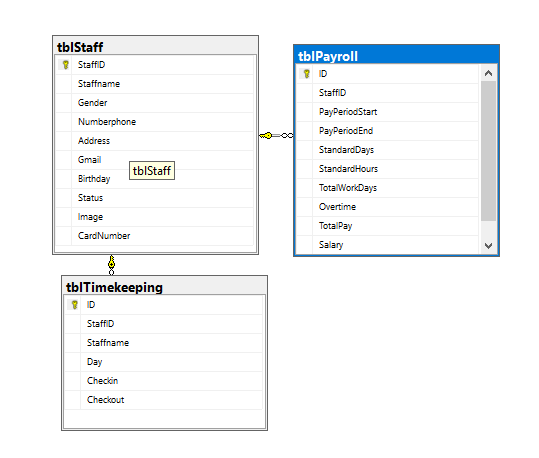 tblStaff
StaffID
Staffname
Gender
Numberphone
Address
Gmail
Birthday
Status
Image
CardNumber
tblStaff
tblPayroll
ID
StaffID
PayPeriodStart
PayPeriodEnd
StandardDays
StandardHours
TotalWorkDays
Overtime
TotalPay
Salary
tblTimekeeping
ID
StaffID
Staffname
Day
Checkin
Checkout